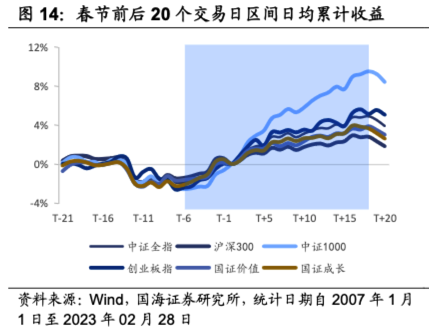 图 14：春节前后 20 个交易日区间日均累计收益
12%
8%
4%
0%
-4%
T-21 T-16 T-11 T-6 T-1 T+5 T+10 T+15 T+20
中证全指 沪深300 中证1000
创业板指 国证价值 国证成长
资料来源：Wind，国海证券研究所，统计日期自 2007 年 1
月 1 日至 2023 年 02 月 28 日